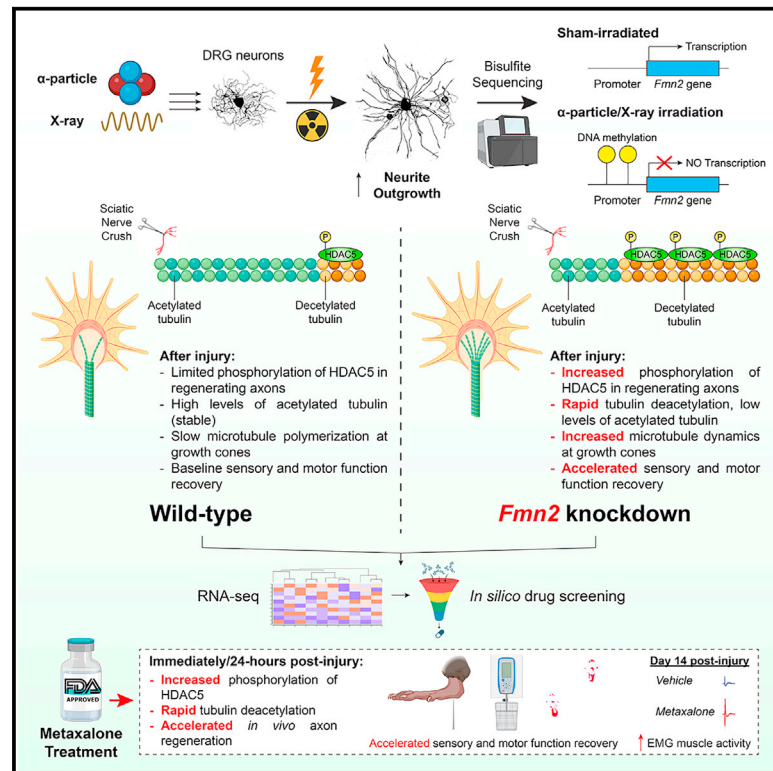 α-particle
X-ray
DRG neurons
↑ Neurite
Outgrowth
Bisulfite
Sequencing
Sham-irradiated
Transcription
Promoter Fmn2 gene
α-particle/X-ray irradiation
DNA methylation
NO Transcription
Promoter Fmn2 gene
Sciatic
Nerve
Crush
P
HDAC5
Acetylated
tubulin
Decetylated
tubulin
After injury:
- Limited phosphorylation of HDAC5 in
regenerating axons
- High levels of acetylated tubulin
(stable)
- Slow microtubule polymerization at
growth cones
- Baseline sensory and motor function
recovery
Wild-type
Sciatic
Nerve
Crush
P P P
HDAC5 HDAC5 HDAC5
Acetylated
tubulin
Decetylated
tubulin
After injury:
- Increased phosphorylation of
HDAC5 in regenerating axons
- Rapid tubulin deacetylation, low
levels of acetylated tubulin
- Increased microtubule dynamics
at growth cones
- Accelerated sensory and motor
function recovery
Fmn2 knockdown
RNA-seq
In silico drug screening
FDA
APPROVED
Metaxalone
Treatment
Immediately/24-hours post-injury:
- Increased phosphorylation of
HDAC5
- Rapid tubulin deacetylation
- Accelerated in vivo axon
regeneration
Accelerated sensory and motor function recovery
Day 14 post-injury
Vehicle
Metaxalone
↑ EMG muscle activity